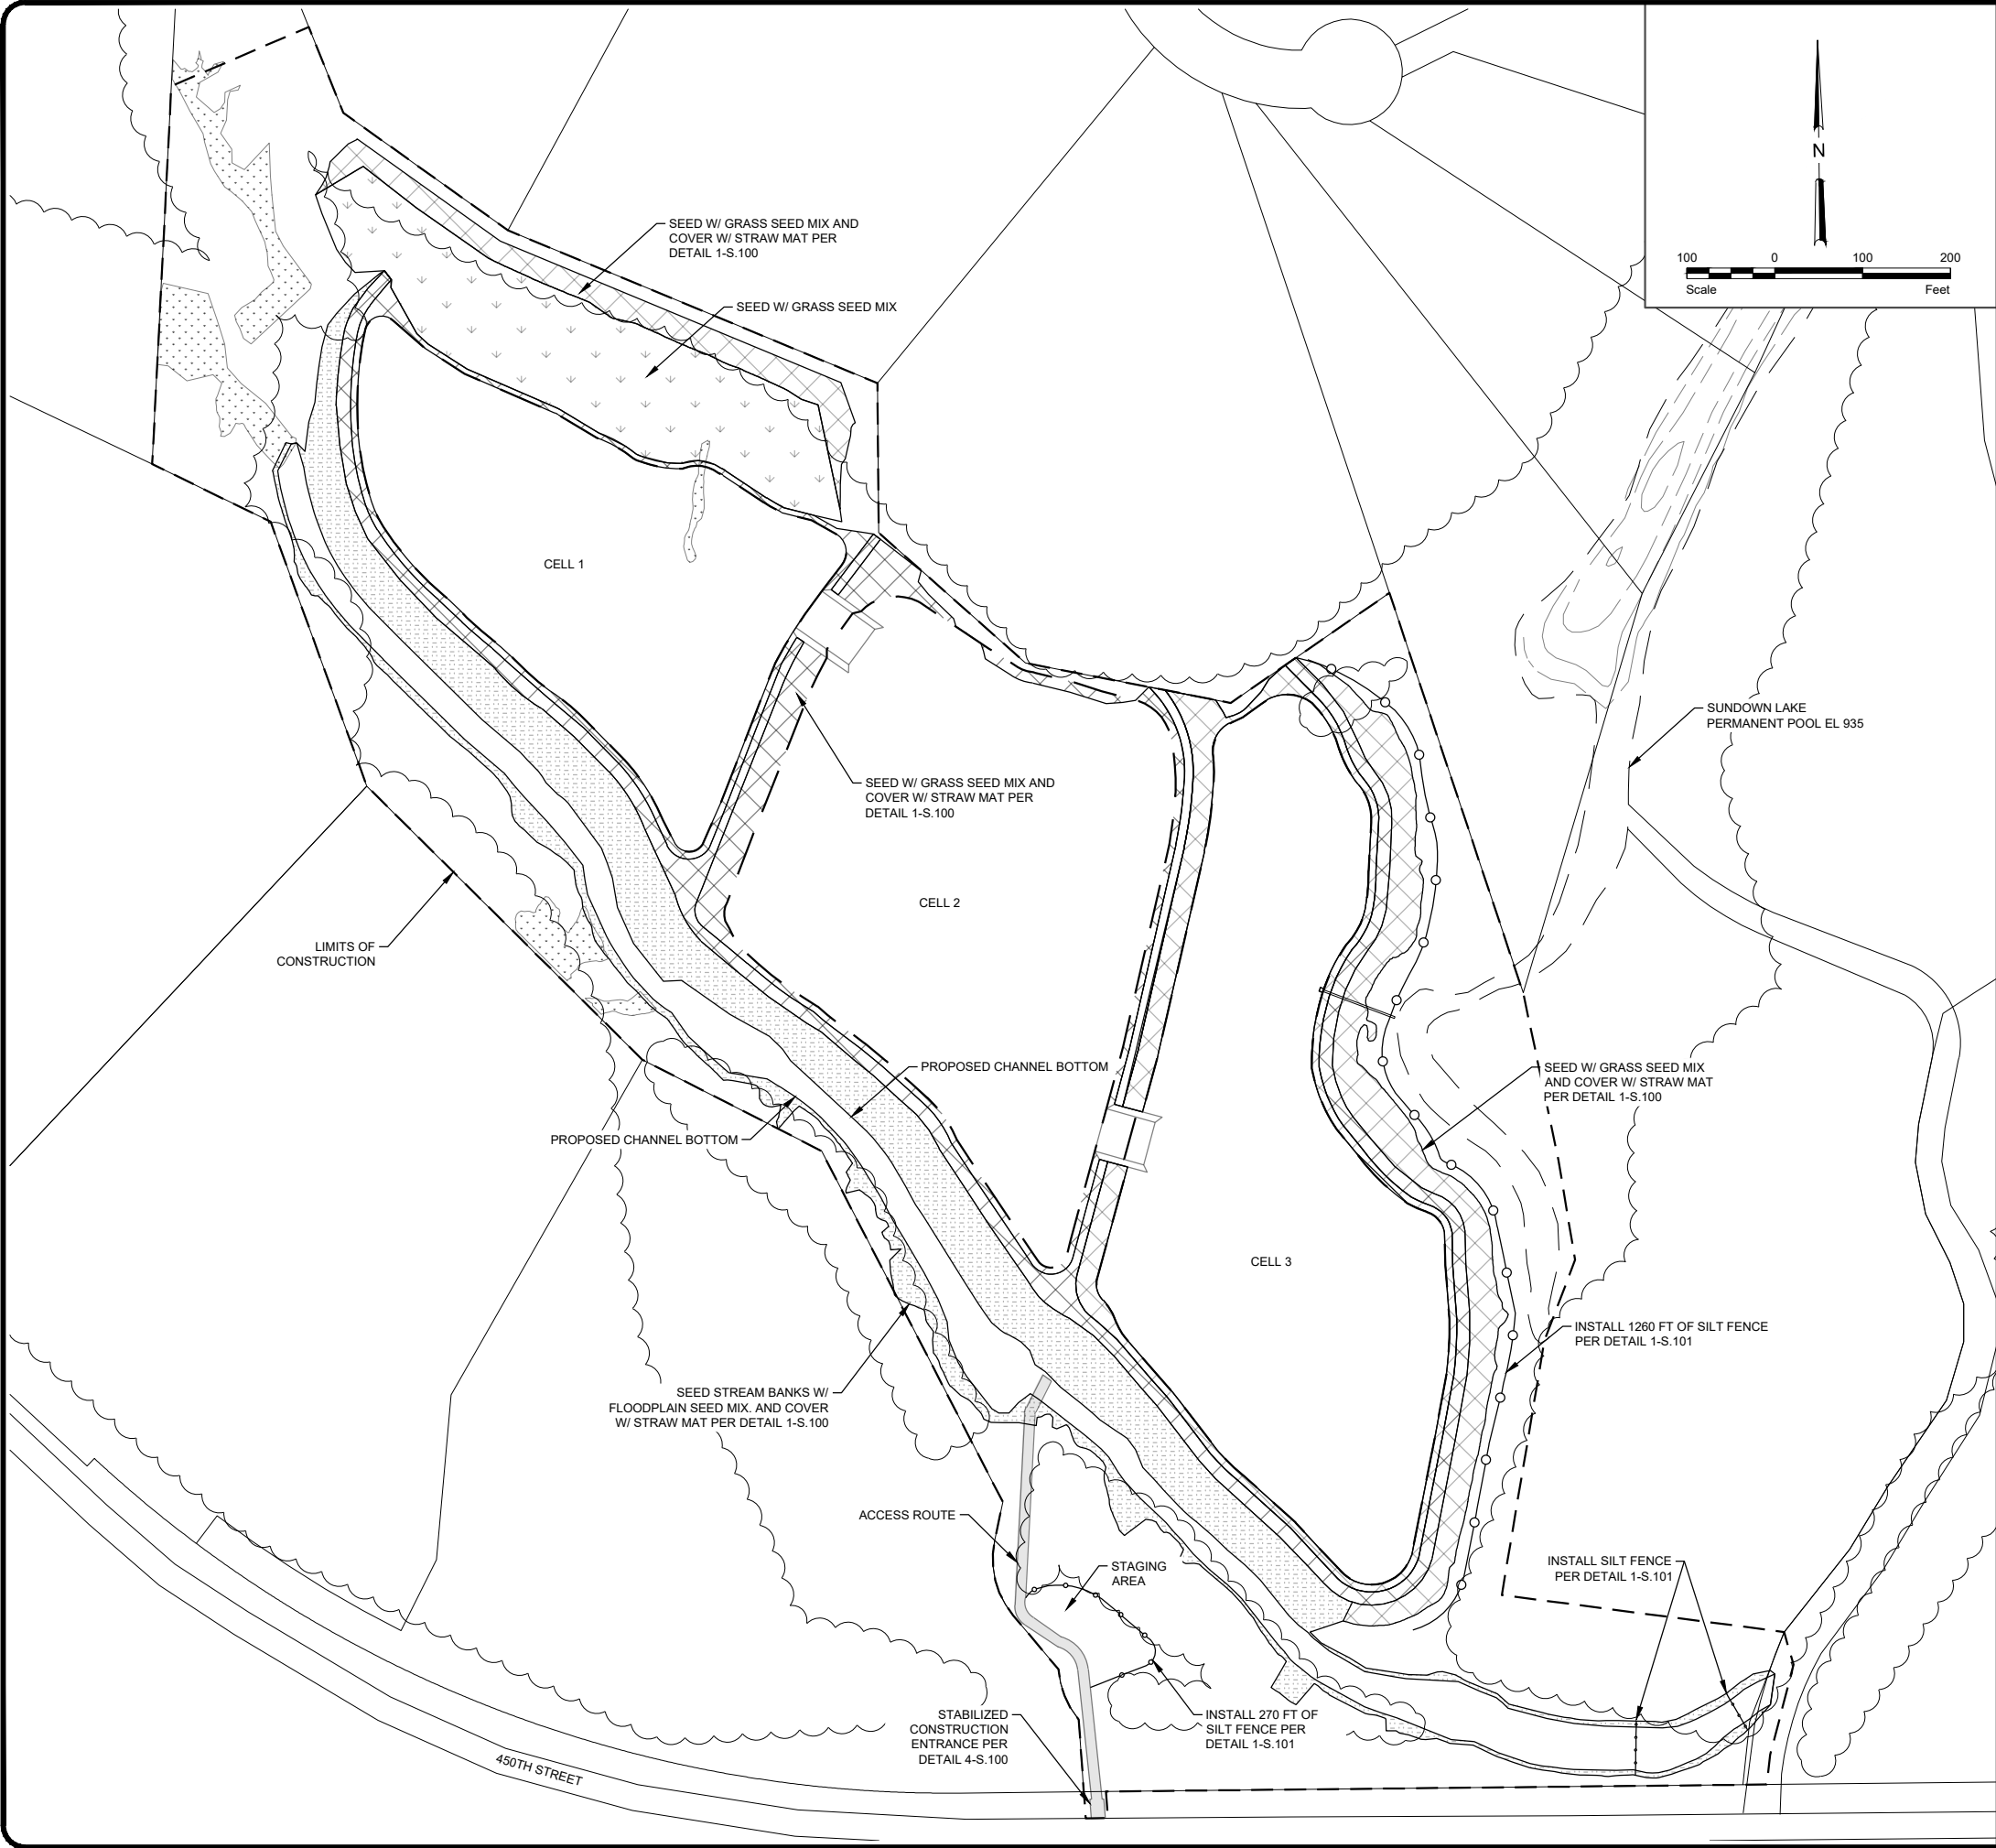 N
100 0 100 200
Scale Feet
SEED W/ GRASS SEED MIX AND
COVER W/ STRAW MAT PER
DETAIL 1-S.100
SEED W/ GRASS SEED MIX
CELL 1
SUNDOWN LAKE
PERMANENT POOL EL 935
SEED W/ GRASS SEED MIX AND
COVER W/ STRAW MAT PER
DETAIL 1-S.100
CELL 2
LIMITS OF
CONSTRUCTION
PROPOSED CHANNEL BOTTOM
SEED W/ GRASS SEED MIX
AND COVER W/ STRAW MAT
PER DETAIL 1-S.100
PROPOSED CHANNEL BOTTOM
CELL 3
INSTALL 1260 FT OF SILT FENCE
PER DETAIL 1-S.101
SEED STREAM BANKS W/
FLOODPLAIN SEED MIX. AND COVER
W/ STRAW MAT PER DETAIL 1-S.100
ACCESS ROUTE
STAGING
AREA
INSTALL SILT FENCE
PER DETAIL 1-S.101
STABILIZED
CONSTRUCTION
ENTRANCE PER
DETAIL 4-S.100
INSTALL 270 FT OF
SILT FENCE PER
DETAIL 1-S.101
450TH STREET